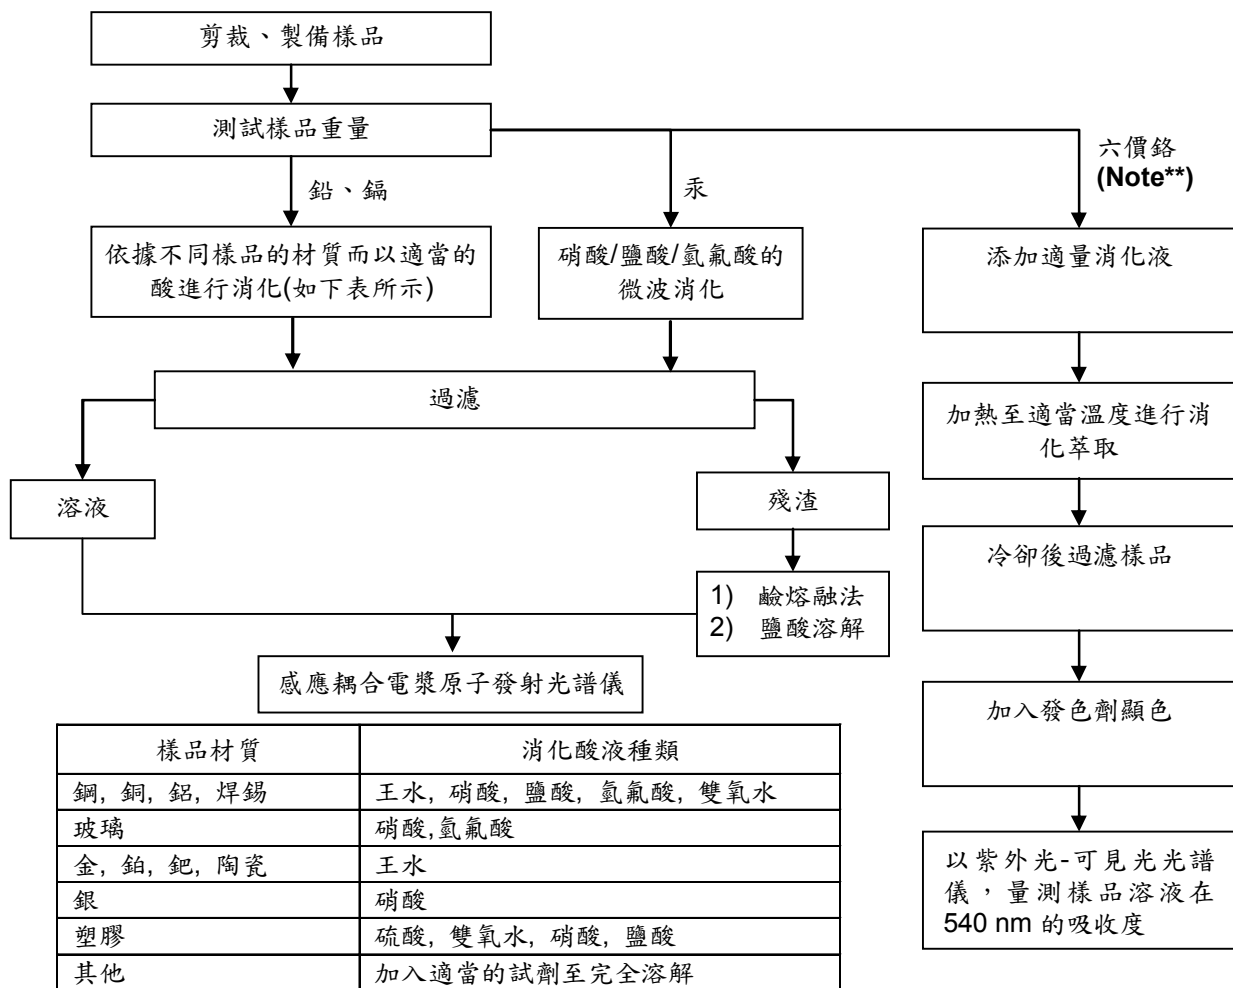 剪裁、製備樣品
測試樣品重量
鉛、鎘
汞
六價鉻
(Note**)
依據不同樣品的材質而以適當的
酸進行消化(如下表所示)
硝酸/鹽酸/氫氟酸的
微波消化
添加適量消化液
過濾
加熱至適當溫度進行消
化萃取
溶液
殘渣
冷卻後過濾樣品
1) 鹼熔融法
2) 鹽酸溶解
感應耦合電漿原子發射光譜儀
加入發色劑顯色
樣品材質 消化酸液種類
鋼, 銅, 鋁, 焊錫 王水, 硝酸, 鹽酸, 氫氟酸, 雙氧水
玻璃 硝酸,氫氟酸
金, 鉑, 鈀, 陶瓷 王水
銀 硝酸
塑膠 硫酸, 雙氧水, 硝酸, 鹽酸
其他 加入適當的試劑至完全溶解
以紫外光-可見光光譜
儀，量測樣品溶液在
540 nm 的吸收度